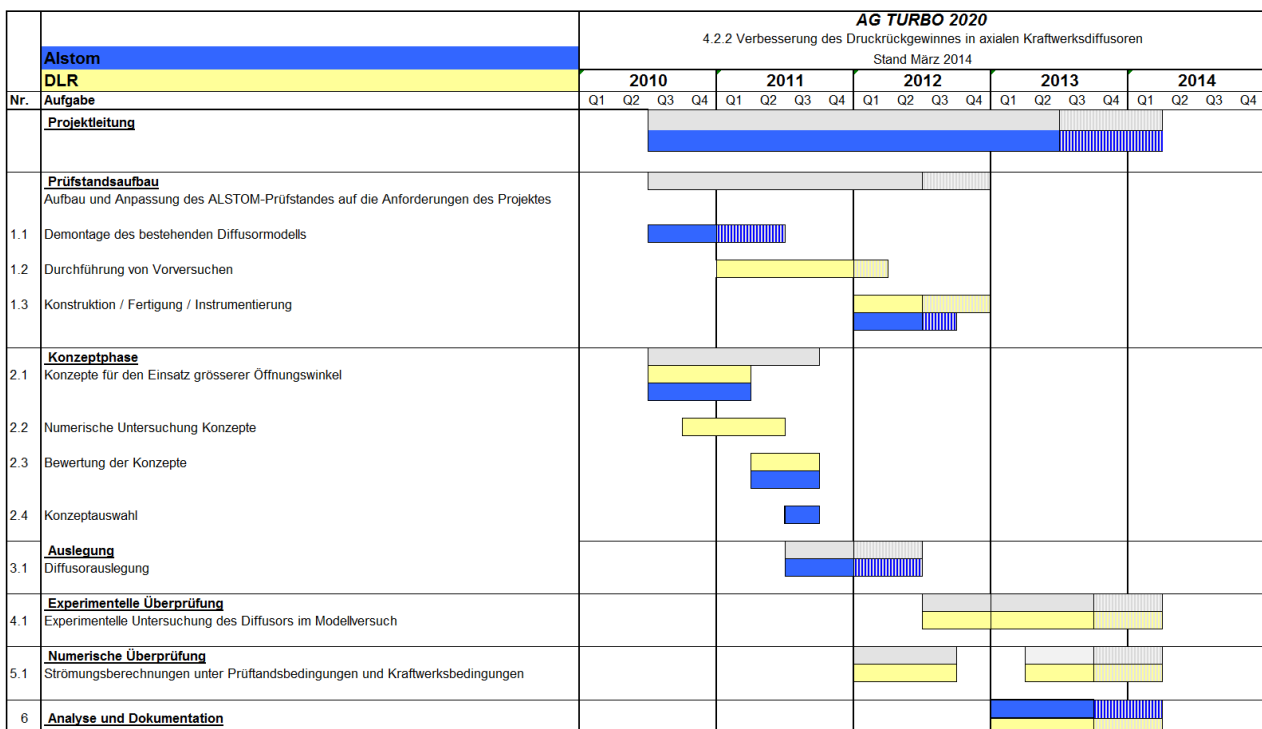 AG TURBO 2020
4.2.2 Verbesserung des Druckrückgewinnes in axialen Kraftwerksdiffusoren
Alstom
Stand März 2014
DLR
2010 2011 2012 2013 2014
Nr. Aufgabe Q1 Q2 Q3 Q4 Q1 Q2 Q3 Q4 Q1 Q2 Q3 Q4 Q1 Q2 Q3 Q4 Q1 Q2 Q3 Q4
Projektleitung
Prüfstandsaufbau
Aufbau und Anpassung des ALSTOM-Prüfstandes auf die Anforderungen des Projektes
1.1 Demontage des bestehenden Diffusormodells
1.2 Durchführung von Vorversuchen
1.3 Konstruktion / Fertigung / Instrumentierung
Konzeptphase
2.1 Konzepte für den Einsatz grösserer Öffnungswinkel
2.2 Numerische Untersuchung Konzepte
2.3 Bewertung der Konzepte
2.4 Konzeptauswahl
Auslegung
3.1 Diffusorauslegung
Experimentelle Überprüfung
4.1 Experimentelle Untersuchung des Diffusors im Modellversuch
Numerische Überprüfung
5.1 Strömungsberechnungen unter Prüftandsbedingungen und Kraftwerksbedingungen
6 Analyse und Dokumentation